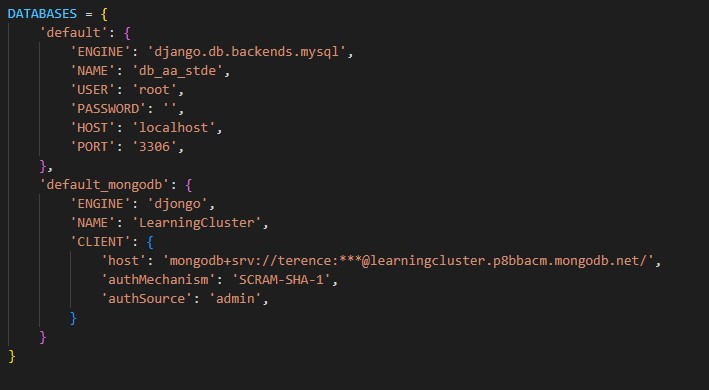 DATABASES = {
    'default': {
        'ENGINE': 'django.db.backends.mysql',
        'NAME': 'db_aa_stde',
        'USER': 'root',
        'PASSWORD': '',
        'HOST': 'localhost',
        'PORT': '3306',
    },
    'default_mongodb': {
        'ENGINE': 'djongo',
        'NAME': 'LearningCluster',
        'CLIENT': {
            'host': 'mongodb+srv://terence:***@learningcluster.p8bbacm.mongodb.net/',
            'authMechanism': 'SCRAM-SHA-1',
            'authSource': 'admin',
        }
    }
}